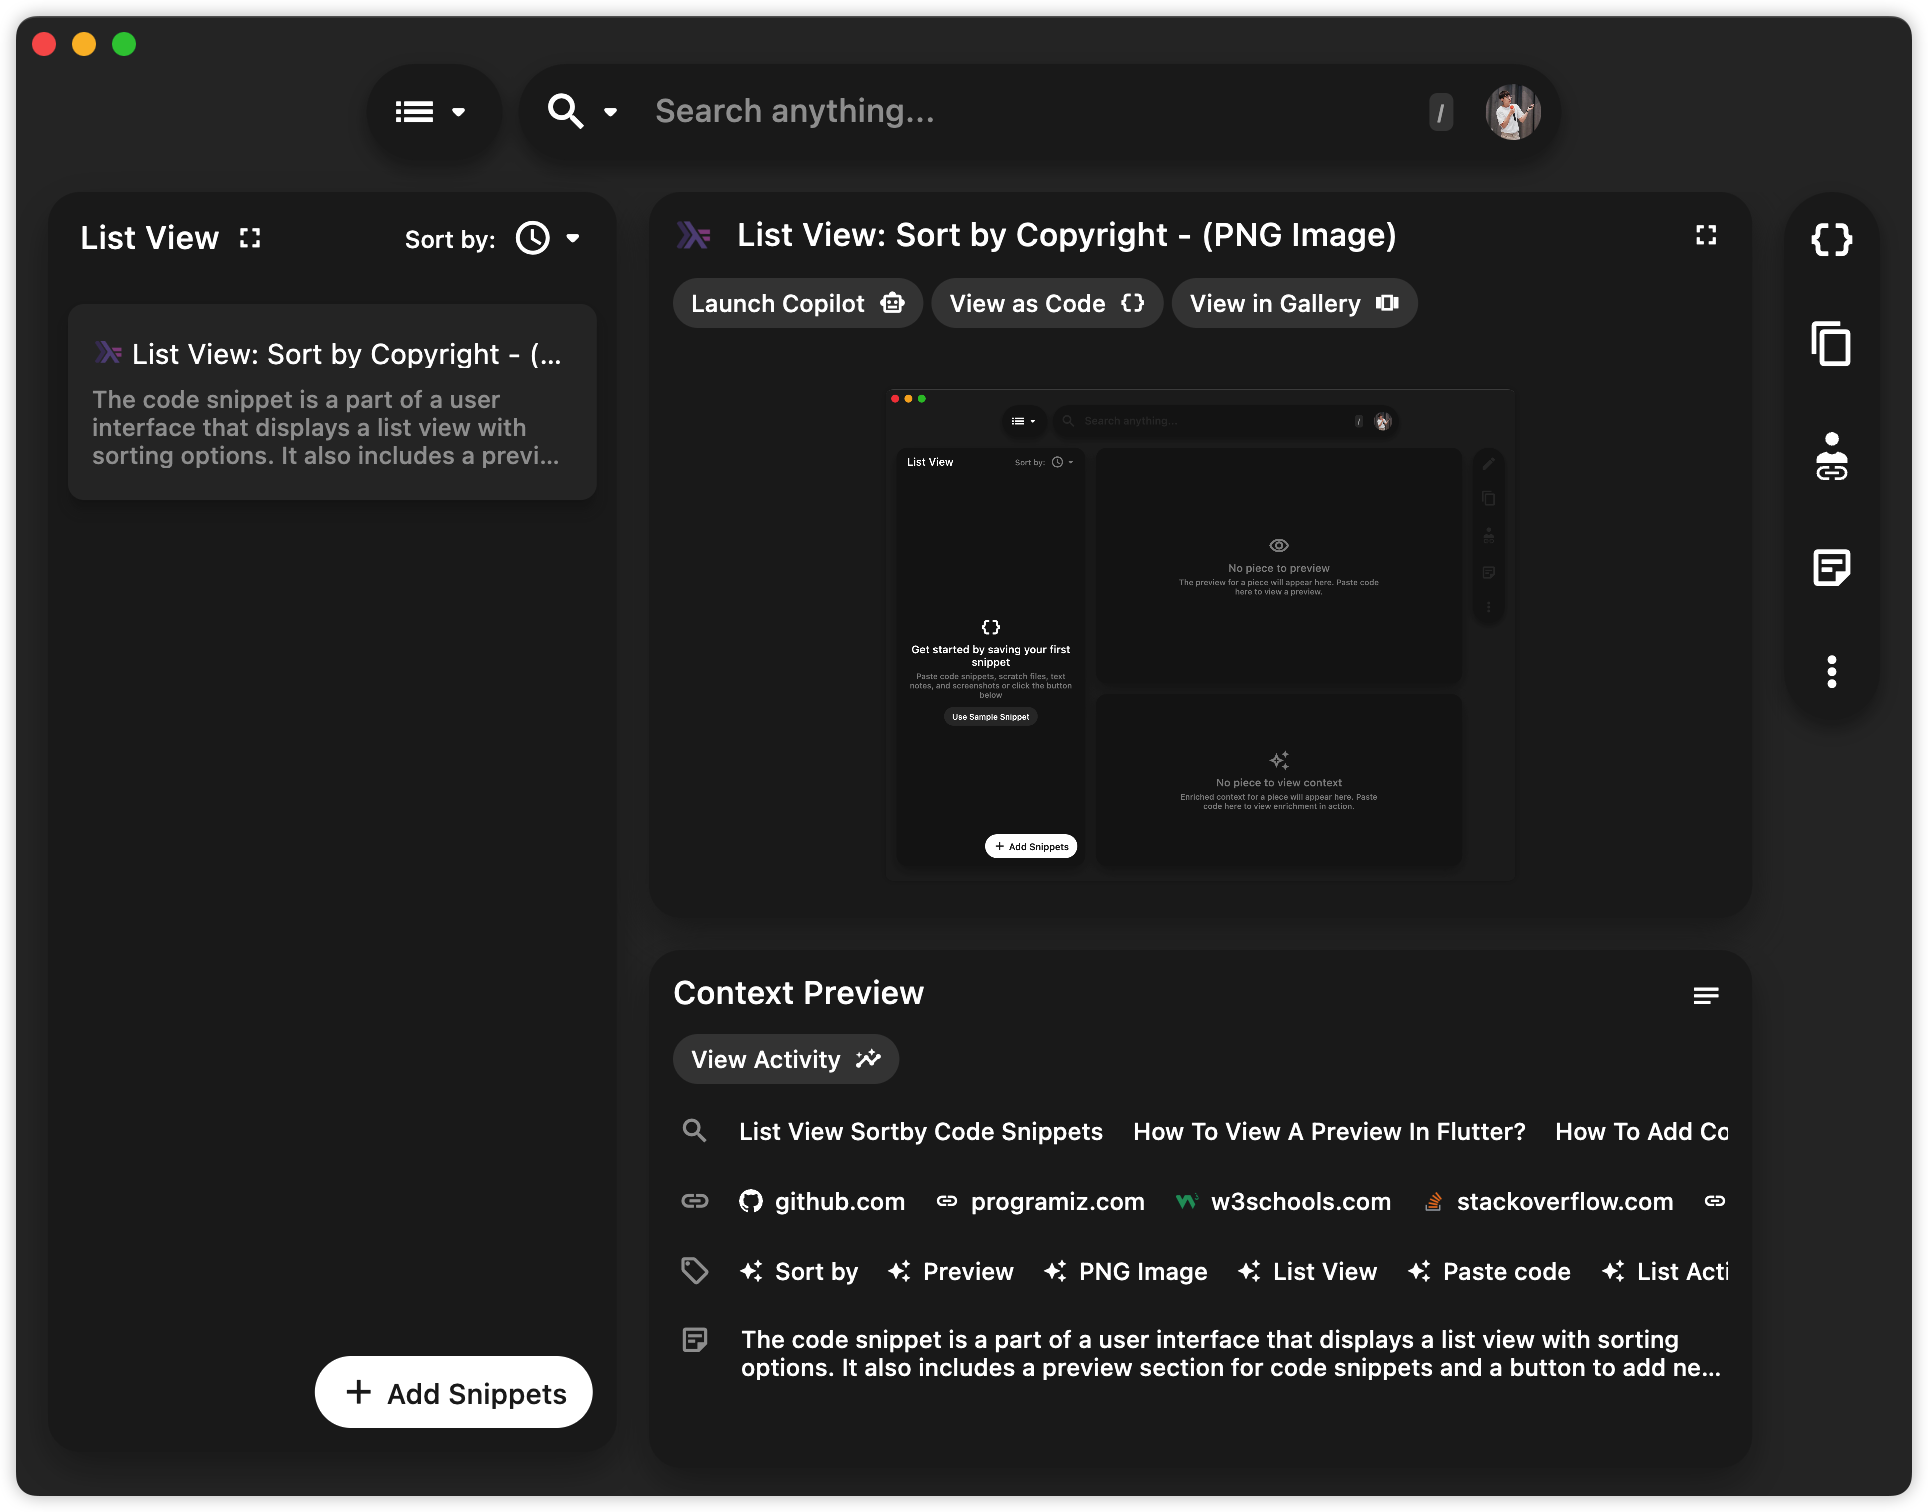 Search anything...
/
List View
Sort by:
List View: Sort by Copyright - (...
The code snippet is a part of a user
interface that displays a list view with
sorting options. It also includes a previ...
+ Add Snippets
List View: Sort by Copyright - (PNG Image)
Launch Copilot
View as Code
View in Gallery
Search anything...
/
List View
Sort by:
Get started by saving your first
snippet
Paste code snippets, scratch files, text
notes, and screenshots or click the button
below
Use Sample Snippet
+ Add Snippets
No piece to preview
The preview for a piece will appear here. Paste code
here to view a preview.
No piece to view context
Enriched context for a piece will appear here. Paste
code here to view enrichment in action.
Context Preview
View Activity
List View Sortby Code Snippets How To View A Preview In Flutter? How To Add Co
github.com programiz.com w3schools.com stackoverflow.com
Sort by Preview PNG Image List View Paste code List Acti
The code snippet is a part of a user interface that displays a list view with sorting
options. It also includes a preview section for code snippets and a button to add ne...